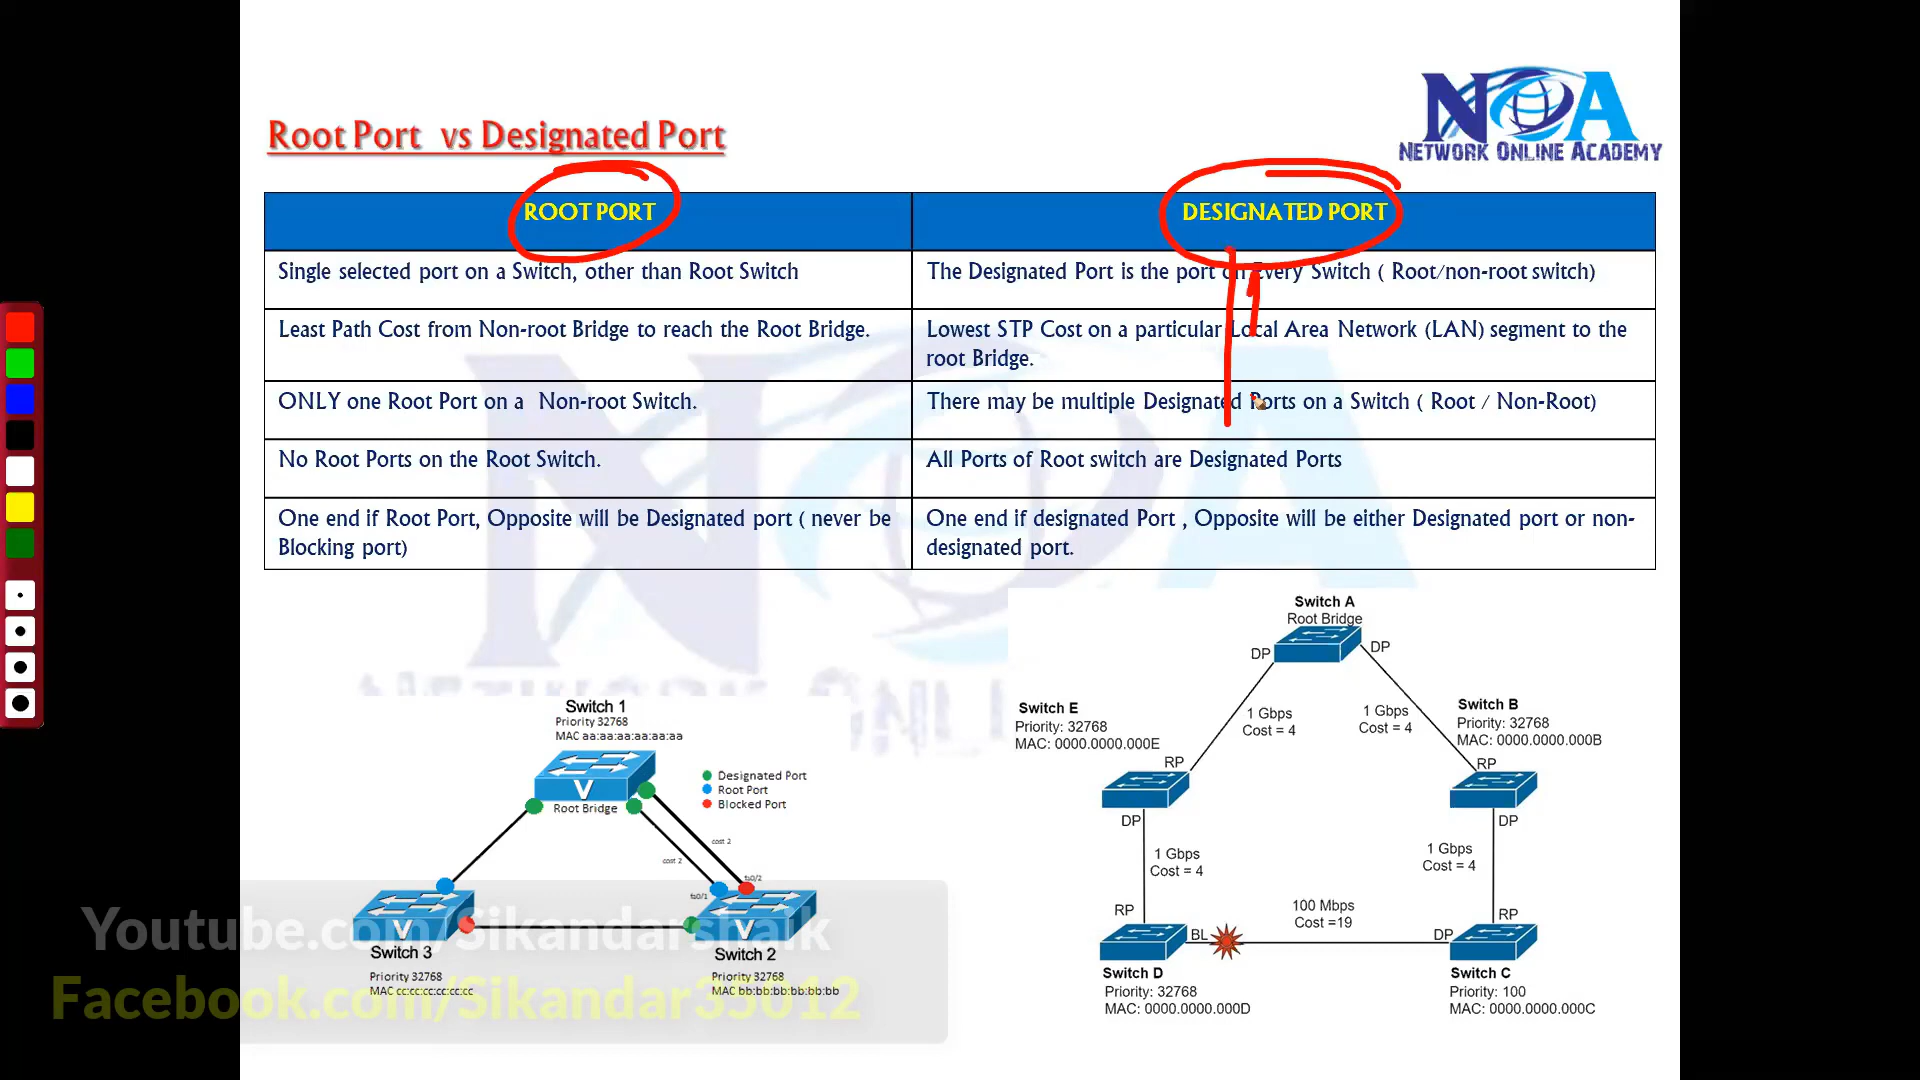 NOA
NETWORK ONLINE ACADEMY
Root Port vs Designated Port
ROOT PORT
DESIGNATED PORT
Single selected port on a Switch, other than Root Switch
The Designated Port is the port on Every Switch ( Root/non-root switch)
Least Path Cost from Non-root Bridge to reach the Root Bridge.
Lowest STP Cost on a particular Local Area Network (LAN) segment to the
root Bridge.
ONLY one Root Port on a Non-root Switch.
There may be multiple Designated Ports on a Switch ( Root / Non-Root)
No Root Ports on the Root Switch.
All Ports of Root switch are Designated Ports
One end if Root Port, Opposite will be Designated port ( never be
Blocking port)
One end if designated Port , Opposite will be either Designated port or non-
designated port.
Switch 1
Priority 32768
MAC aa:aa:aa:aa:aa:aa
V
Root Bridge
Designated Port
Root Port
Blocked Port
cost 2
cost 2
fa0/2
fa0/1
V
V
Switch 3
Priority 32768
MAC cc:cc:cc:cc:cc:cc
Switch 2
Priority 32768
MAC bb:bb:bb:bb:bb:bb
Switch A
Root Bridge
DP
DP
1 Gbps
Cost = 4
1 Gbps
Cost = 4
Switch E
Priority: 32768
MAC: 0000.0000.000E
Switch B
Priority: 32768
MAC: 0000.0000.000B
RP
RP
DP
DP
1 Gbps
Cost = 4
1 Gbps
Cost = 4
RP
RP
BL
100 Mbps
Cost =19
DP
Switch D
Priority: 32768
MAC: 0000.0000.000D
Switch C
Priority: 100
MAC: 0000.0000.000C
Youtube.com/Sikandarshaik
Facebook.com/Sikandar35012